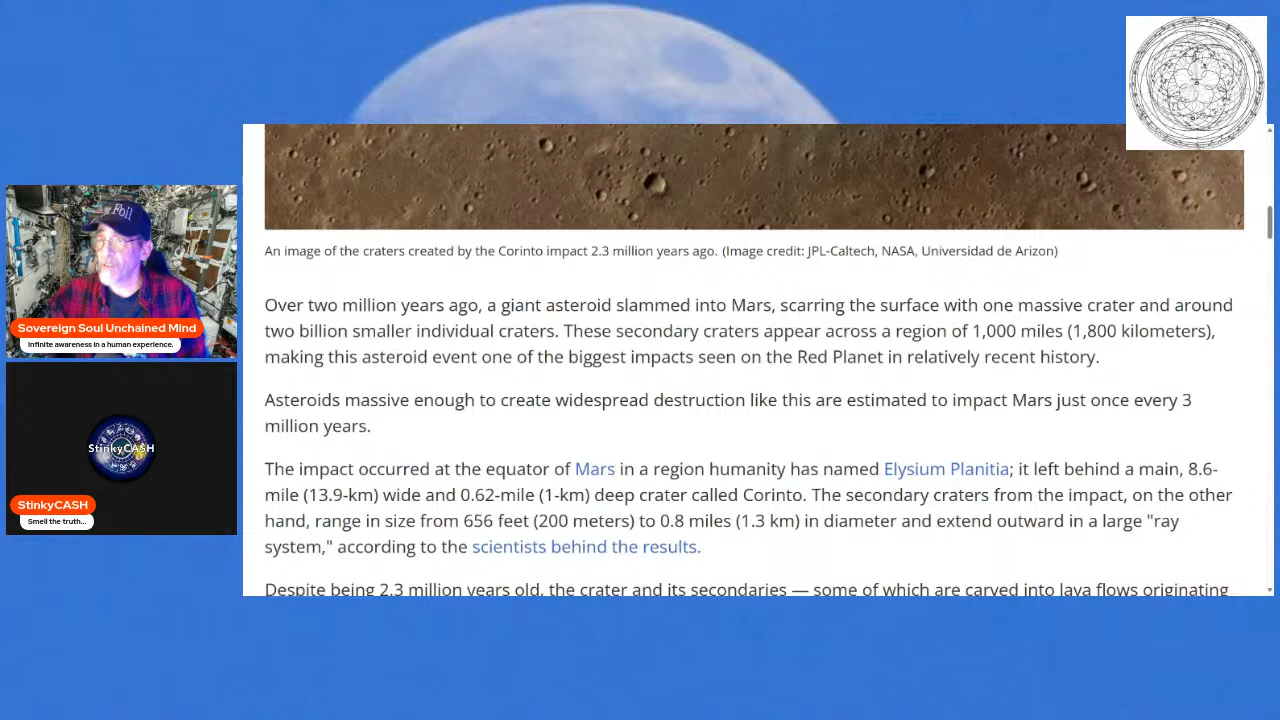 An image of the craters created by the Corinto impact 2.3 million years ago. (Image credit: JPL-Caltech, NASA, Universidad de Arizon)
Over two million years ago, a giant asteroid slammed into Mars, scarring the surface with one massive crater and around
two billion smaller individual craters. These secondary craters appear across a region of 1,000 miles (1,800 kilometers),
making this asteroid event one of the biggest impacts seen on the Red Planet in relatively recent history.
Asteroids massive enough to create widespread destruction like this are estimated to impact Mars just once every 3
million years.
The impact occurred at the equator of Mars in a region humanity has named Elysium Planitia; it left behind a main, 8.6-
mile (13.9-km) wide and 0.62-mile (1-km) deep crater called Corinto. The secondary craters from the impact, on the other
hand, range in size from 656 feet (200 meters) to 0.8 miles (1.3 km) in diameter and extend outward in a large "ray
system," according to the scientists behind the results.
Despite being 2.3 million years old, the crater and its secondaries — some of which are carved into lava flows originating
Foil
Sovereign Soul Unchained Mind
Infinite awareness in a human experience.
StinkyCASH
StinkyCASH
Smell the truth...